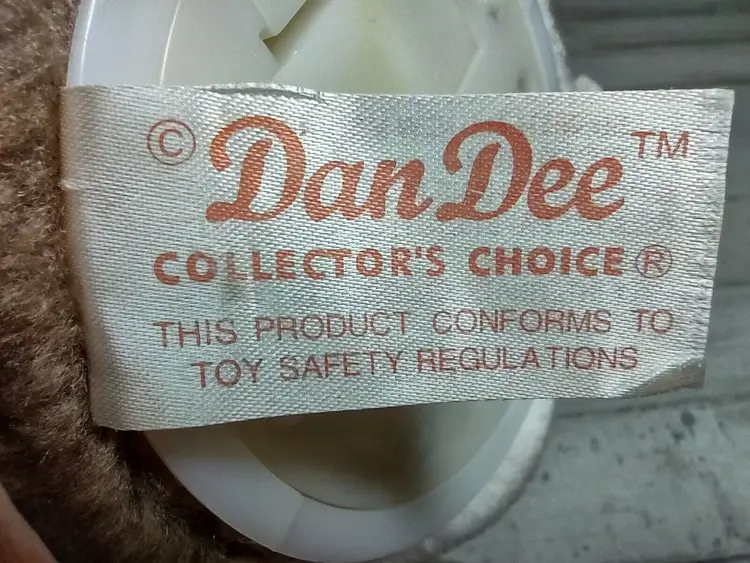 © Dan Dee ™
COLLECTOR'S CHOICE ®
THIS PRODUCT CONFORMS TO
TOY SAFETY REGULATIONS